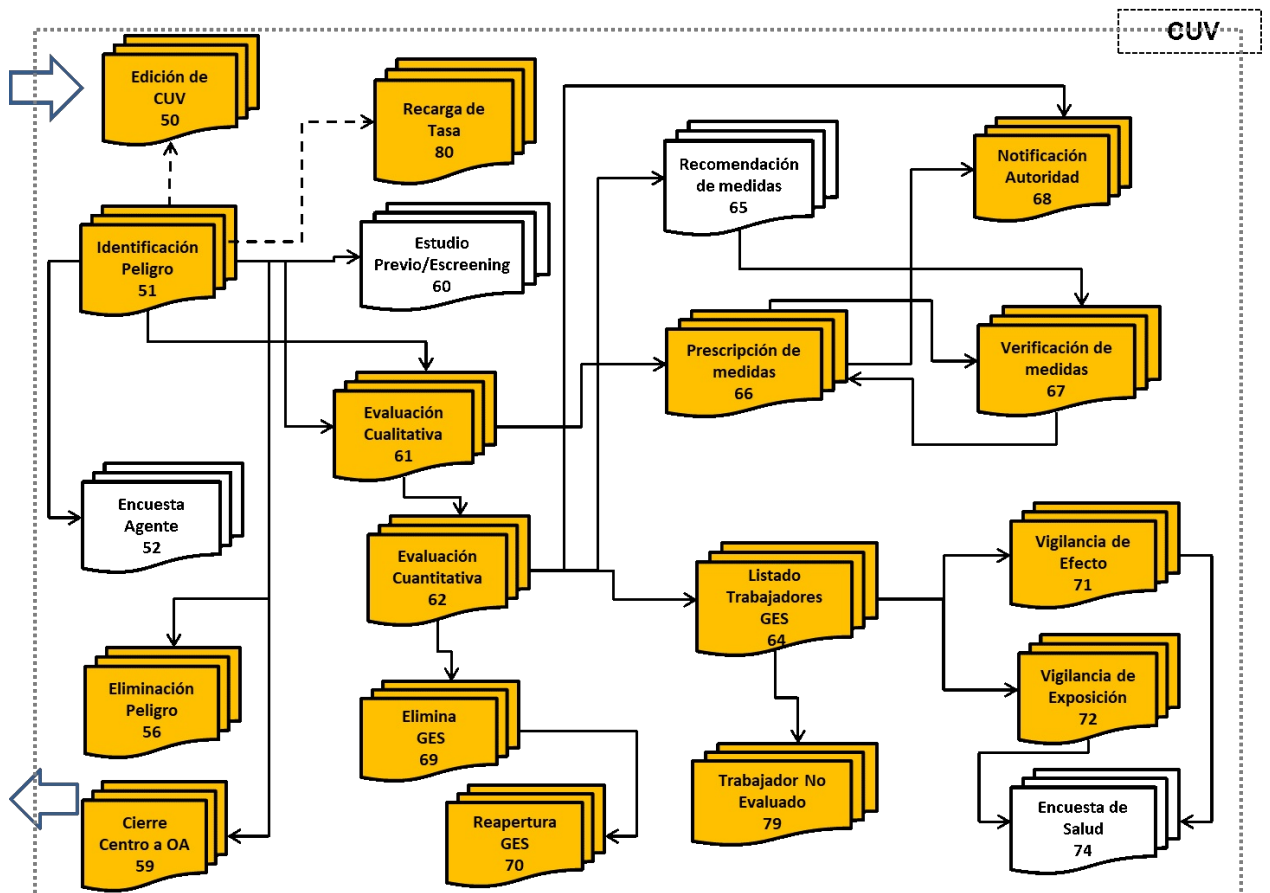 CUV
Edición de
CUV
50
Recarga de
Tasa
80
Recomendación
de medidas
65
Notificación
Autoridad
68
Identificación
Peligro
51
Estudio
Previo/Escreening
60
Prescripción de
medidas
66
Verificación de
medidas
67
Evaluación
Cualitativa
61
Encuesta
Agente
52
Evaluación
Cuantitativa
62
Listado
Trabajadores
GES
64
Vigilancia de
Efecto
71
Eliminación
Peligro
56
Elimina
GES
69
Vigilancia de
Exposición
72
Cierre
Centro a OA
59
Reapertura
GES
70
Trabajador No
Evaluado
79
Encuesta de
Salud
74